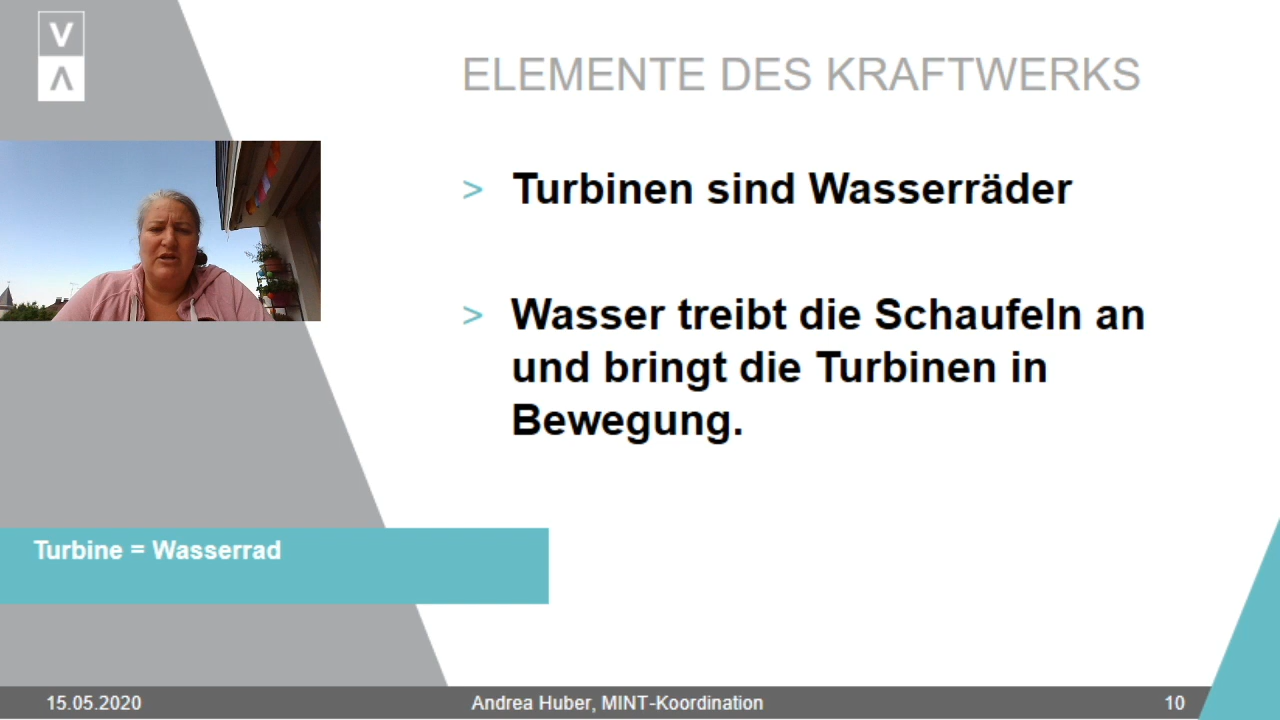 V
Λ
ELEMENTE DES KRAFTWERKS
> Turbinen sind Wasserräder
> Wasser treibt die Schaufeln an
und bringt die Turbinen in
Bewegung.
Turbine = Wasserrad
15.05.2020
Andrea Huber, MINT-Koordination
10